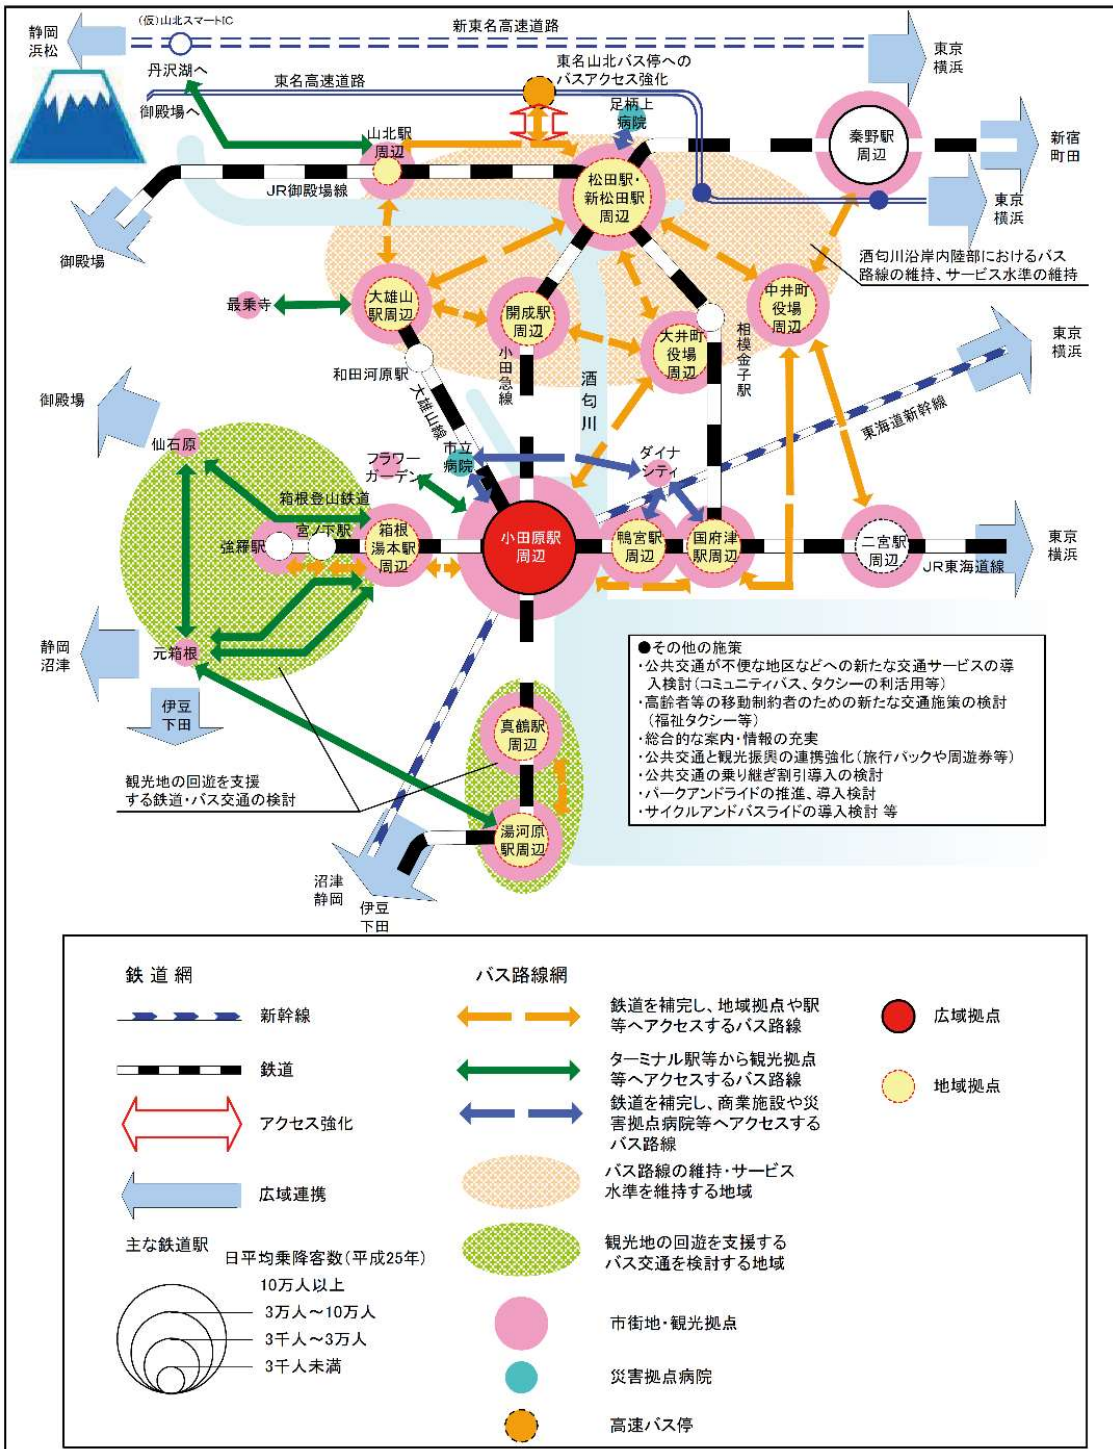 (仮)山北スマートIC
新東名高速道路
静岡
浜松
東京
横浜
丹沢湖へ
東名高速道路
東名山北バス停への
バスアクセス強化
御殿場へ
足柄上
病院
山北駅
周辺
秦野駅
周辺
新宿
町田
JR御殿場線
松田駅・
新松田駅
周辺
東京
横浜
御殿場
酒匂川沿岸内陸部におけるバス
路線の維持、サービス水準の維持
最乗寺
大雄山
駅周辺
開成駅
周辺
大井町
役場
周辺
中井町
役場
周辺
相模金子駅
東京
横浜
和田河原駅
小田急線
酒匂川
大雄山線
東海道新幹線
御殿場
仙石原
フラワー
ガーデン
市立
病院
ダイナ
シティ
箱根登山鉄道
宮ノ下駅
強羅駅
箱根
湯本駅
周辺
小田原駅
周辺
鴨宮駅
周辺
国府津
駅周辺
二宮駅
周辺
東京
横浜
JR東海道線
静岡
沼津
元箱根
伊豆
下田
●その他の施策
・公共交通が不便な地区などへの新たな交通サービスの導
入検討(コミュニティバス、タクシーの利活用等)
・高齢者等の移動制約者のための新たな交通施策の検討
(福祉タクシー等)
・総合的な案内・情報の充実
・公共交通と観光振興の連携強化(旅行パックや周遊券等)
・公共交通の乗り継ぎ割引導入の検討
・パークアンドライドの推進、導入検討
・サイクルアンドバスライドの導入検討 等
真鶴駅
周辺
観光地の回遊を支援
する鉄道・バス交通の検討
湯河原
駅周辺
沼津
静岡
伊豆
下田
鉄道網
新幹線
鉄道
アクセス強化
広域連携
主な鉄道駅
日平均乗降客数(平成25年)
10万人以上
3万人～10万人
3千人～3万人
3千人未満
バス路線網
鉄道を補完し、地域拠点や駅
等へアクセスするバス路線
ターミナル駅等から観光拠点
等へアクセスするバス路線
鉄道を補完し、商業施設や災
害拠点病院等へアクセスする
バス路線
バス路線の維持・サービス
水準を維持する地域
観光地の回遊を支援する
バス交通を検討する地域
市街地・観光拠点
災害拠点病院
高速バス停
広域拠点
地域拠点